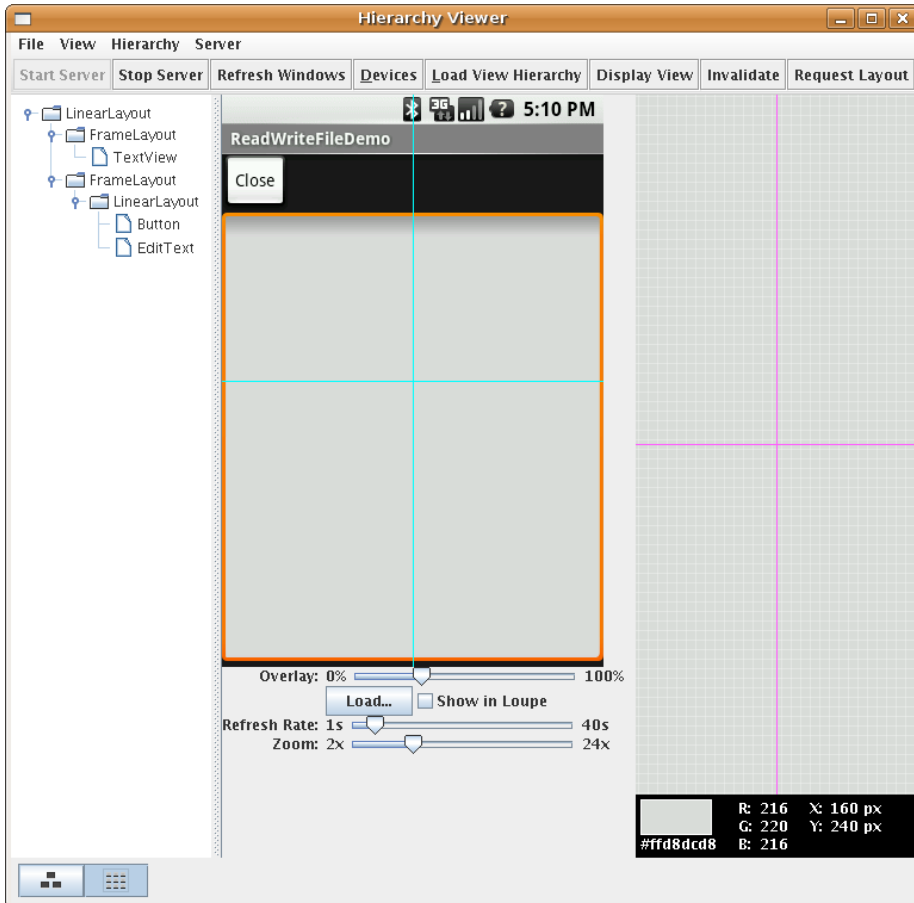 Hierarchy Viewer
File View Hierarchy Server
Start Server Stop Server Refresh Windows Devices Load View Hierarchy Display View Invalidate Request Layout
LinearLayout
FrameLayout
TextView
FrameLayout
LinearLayout
Button
EditText
3G 5:10 PM
ReadWriteFileDemo
Close
Overlay: 0% 100%
Load... Show in Loupe
Refresh Rate: 1s 40s
Zoom: 2x 24x
R: 216 X: 160 px
G: 220 Y: 240 px
#ffd8dcd8 B: 216